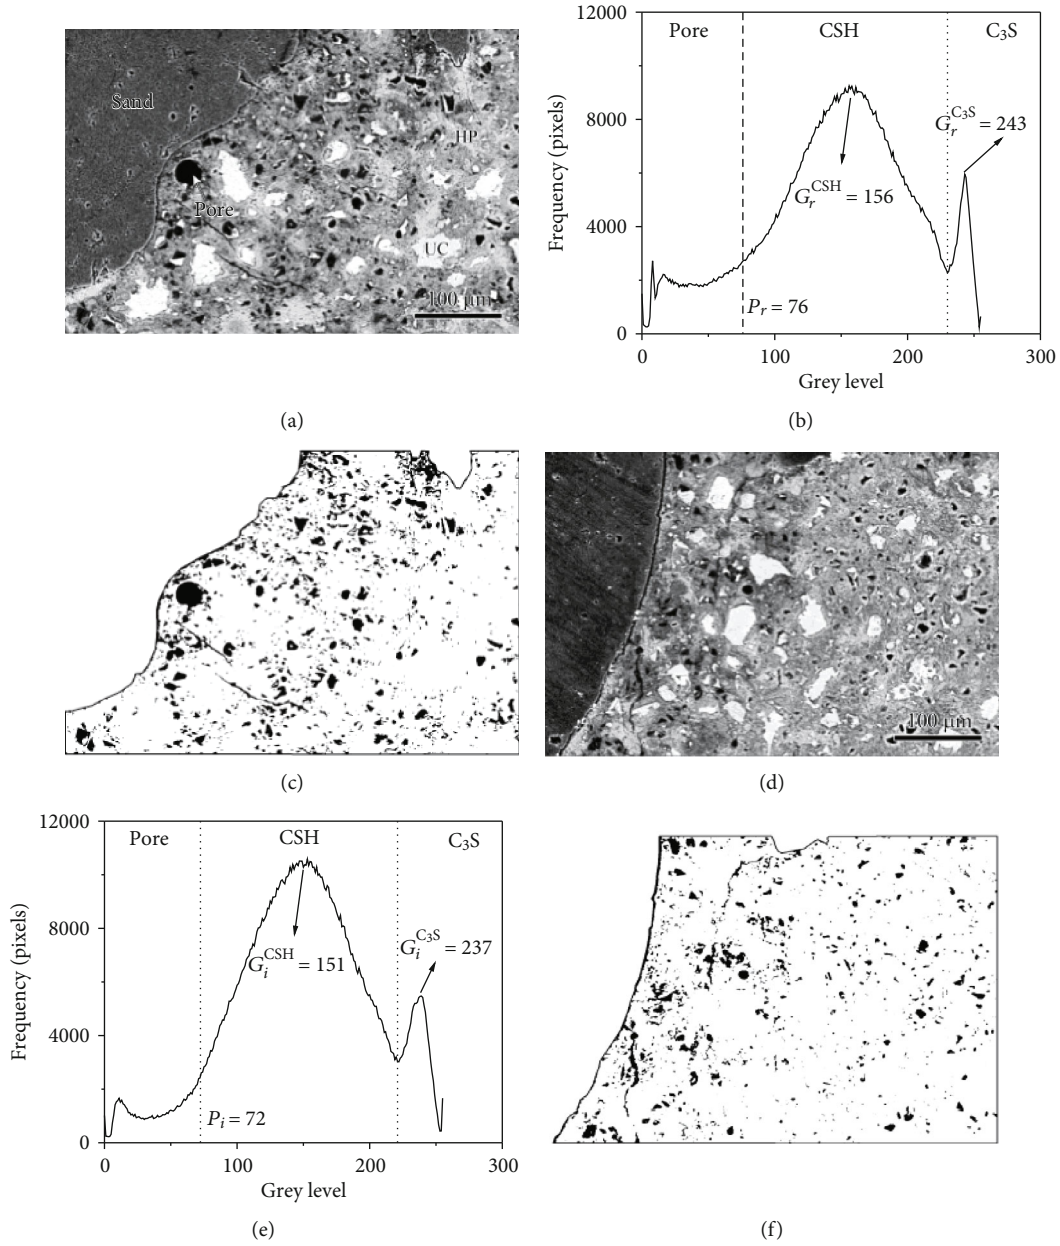 Sand
HP
Pore
UC
100 μm
(a)
12000
8000
4000
0
Frequency (pixels)
Pore
CSH
C₃S
G_r^{C₃S} = 243
G_r^{CSH} = 156
P_r = 76
0 100 200 300
Grey level
(b)
(c)
100 μm
(d)
12000
8000
4000
0
Frequency (pixels)
Pore
CSH
C₃S
G_i^{C₃S} = 237
G_i^{CSH} = 151
P_i = 72
0 100 200 300
Grey level
(e)
(f)